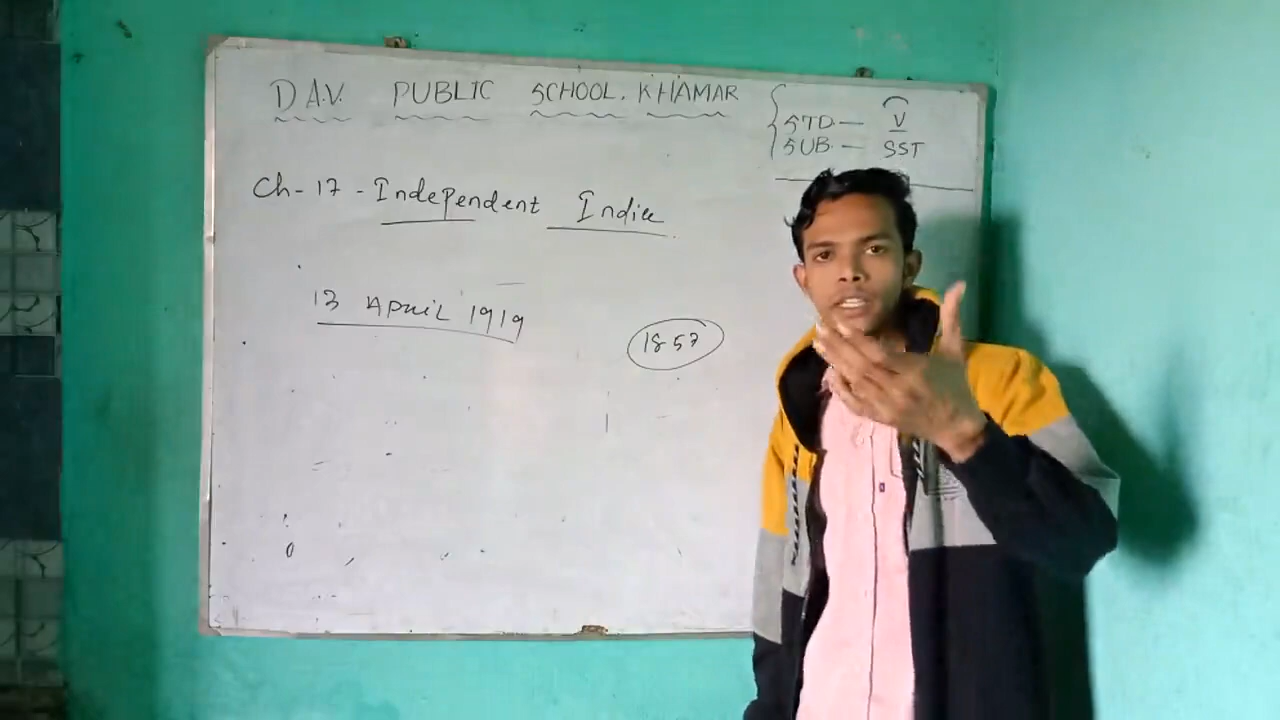 D.A.V. PUBLIC SCHOOL, KHAMAR
STD — V
SUB — SST
Ch - 17 - Independent India
13 April 1919
1857